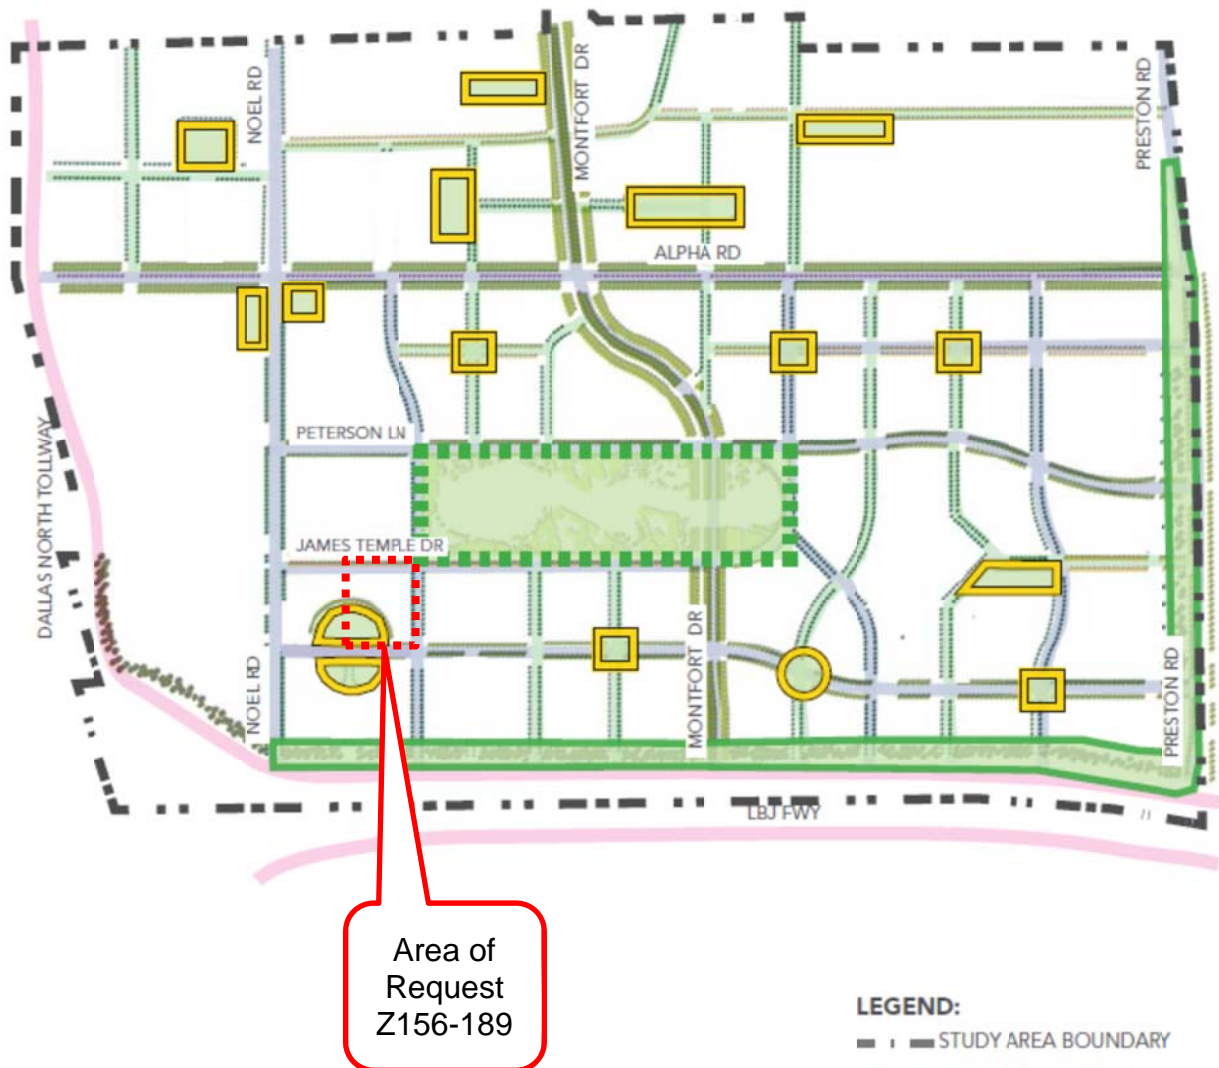 NOEL RD
MONTFORT DR
PRESTON RD
ALPHA RD
PETERSON LN
DALLAS NORTH TOLLWAY
JAMES TEMPLE DR
NOEL RD
MONTFORT DR
PRESTON RD
LBJ FWY
Area of
Request
Z156-189
LEGEND:
STUDY AREA BOUNDARY